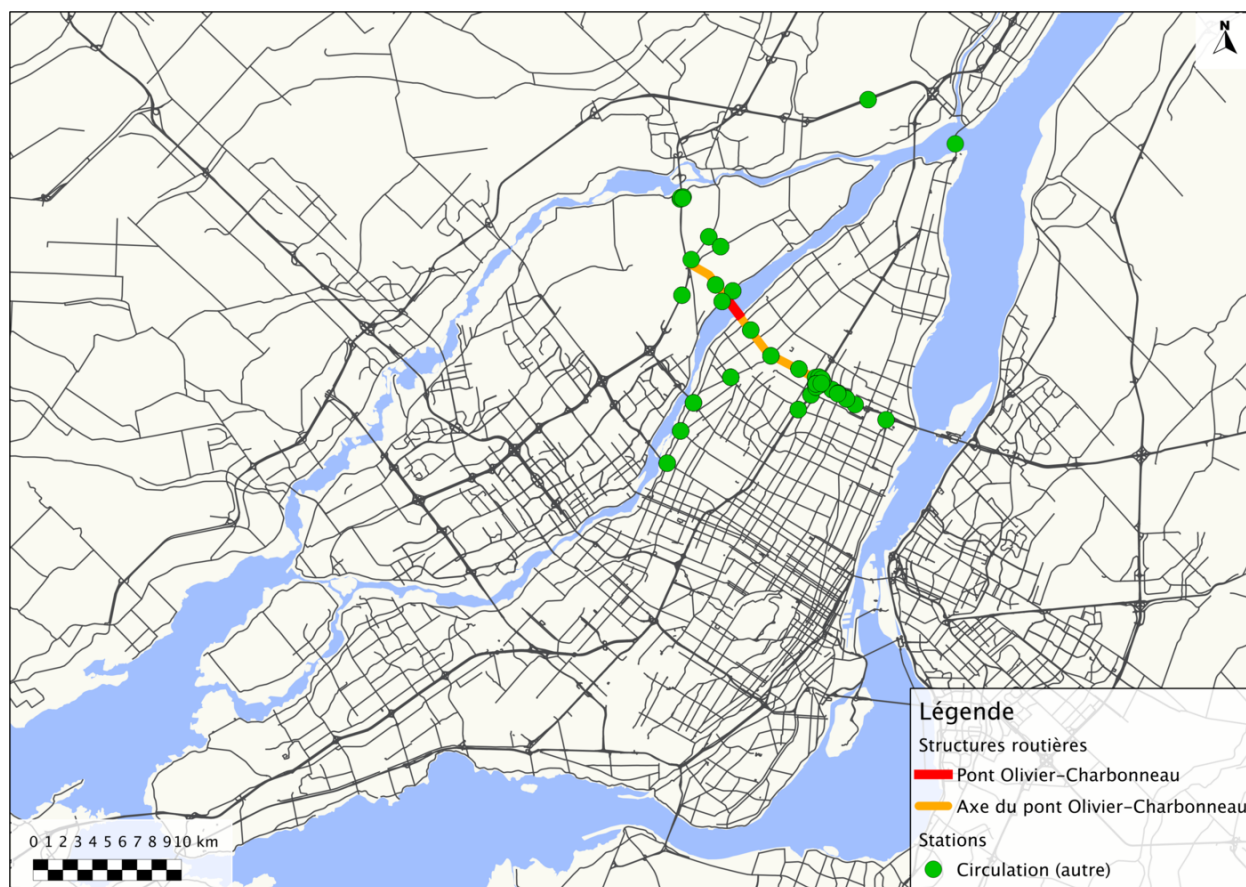 N
Légende
Structures routières
Pont Olivier-Charbonneau
Axe du pont Olivier-Charbonneau
Stations
Circulation (autre)
0 1 2 3 4 5 6 7 8 9 10 km